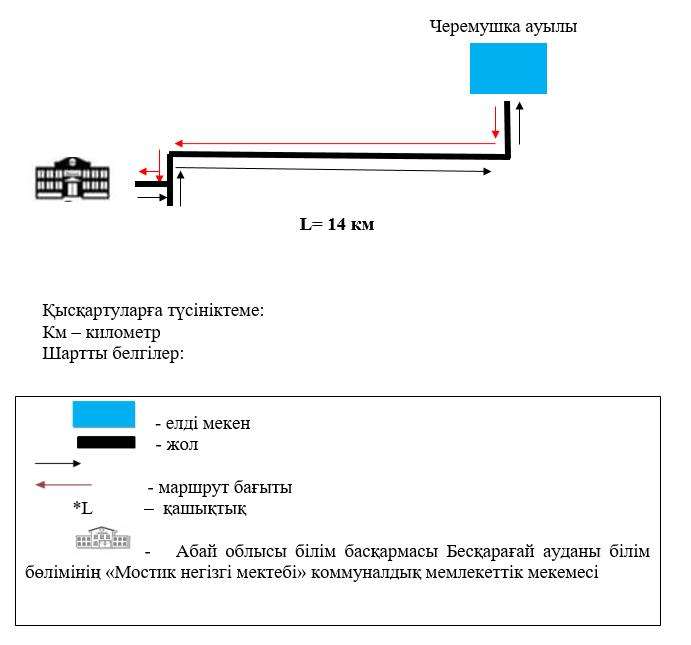 Черемушка ауылы
L= 14 км
Қысқартуларға түсініктеме:
Км – километр
Шартты белгілер:
- елді мекен
- жол
- маршрут бағыты
*L – қашықтық
- Абай облысы білім басқармасы Бесқарағай ауданы білім
бөлімінің «Мостик негізгі мектебі» коммуналдық мемлекеттік мекемесі